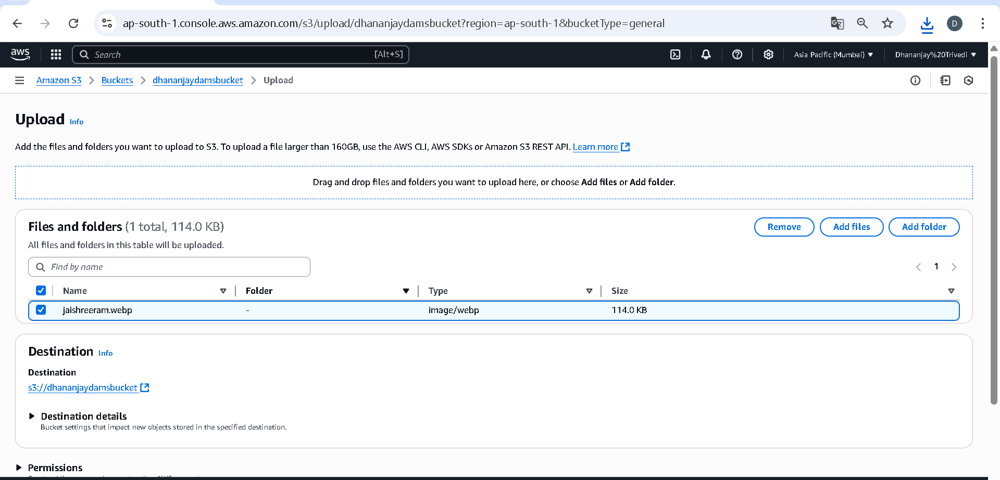 ap-south-1.console.aws.amazon.com/s3/upload/dhananjaydamsbucket?region=ap-south-1&bucketType=general
D
aws
Search [Alt+S]
Asia Pacific (Mumbai)
Dhananjay%20Trivedi
Amazon S3 > Buckets > dhananjaydamsbucket > Upload
Upload Info
Add the files and folders you want to upload to S3. To upload a file larger than 160GB, use the AWS CLI, AWS SDKs or Amazon S3 REST API. Learn more
Drag and drop files and folders you want to upload here, or choose Add files or Add folder.
Files and folders (1 total, 114.0 KB)
Remove
Add files
Add folder
All files and folders in this table will be uploaded.
Find by name
1
Name Folder Type Size
jaishreeram.webp - image/webp 114.0 KB
Destination Info
Destination
s3://dhananjaydamsbucket
Destination details
Bucket settings that impact new objects stored in the specified destination.
Permissions